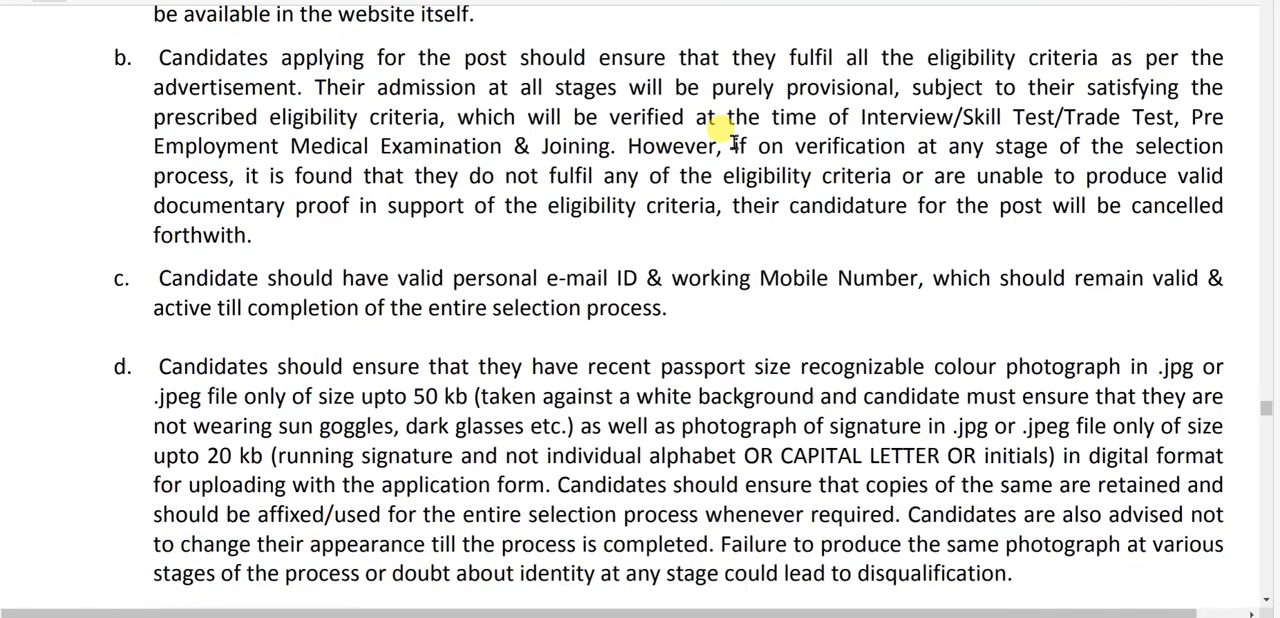 be available in the website itself.
b. Candidates applying for the post should ensure that they fulfil all the eligibility criteria as per the
advertisement. Their admission at all stages will be purely provisional, subject to their satisfying the
prescribed eligibility criteria, which will be verified at the time of Interview/Skill Test/Trade Test, Pre
Employment Medical Examination & Joining. However, if on verification at any stage of the selection
process, it is found that they do not fulfil any of the eligibility criteria or are unable to produce valid
documentary proof in support of the eligibility criteria, their candidature for the post will be cancelled
forthwith.
c. Candidate should have valid personal e-mail ID & working Mobile Number, which should remain valid &
active till completion of the entire selection process.
d. Candidates should ensure that they have recent passport size recognizable colour photograph in .jpg or
.jpeg file only of size upto 50 kb (taken against a white background and candidate must ensure that they are
not wearing sun goggles, dark glasses etc.) as well as photograph of signature in .jpg or .jpeg file only of size
upto 20 kb (running signature and not individual alphabet OR CAPITAL LETTER OR initials) in digital format
for uploading with the application form. Candidates should ensure that copies of the same are retained and
should be affixed/used for the entire selection process whenever required. Candidates are also advised not
to change their appearance till the process is completed. Failure to produce the same photograph at various
stages of the process or doubt about identity at any stage could lead to disqualification.